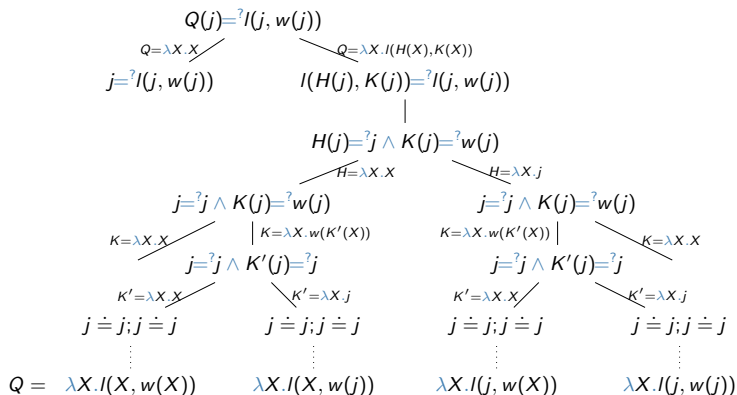 Q(j)=?l(j, w(j))
Q=λX.X Q=λX.l(H(X),K(X))
j=?l(j, w(j)) l(H(j), K(j))=?l(j, w(j))
H(j)=?j ∧ K(j)=?w(j)
H=λX.X H=λX.j
j=?j ∧ K(j)=?w(j) j=?j ∧ K(j)=?w(j)
K=λX.X K=λX.w(K′(X)) K=λX.w(K′(X)) K=λX.X
j=?j ∧ K′(j)=?j j=?j ∧ K′(j)=?j
K′=λX.X K′=λX.j K′=λX.X K′=λX.j
j ≐ j; j ≐ j j ≐ j; j ≐ j j ≐ j; j ≐ j j ≐ j; j ≐ j
Q = λX.l(X, w(X)) λX.l(X, w(j)) λX.l(j, w(X)) λX.l(j, w(j))